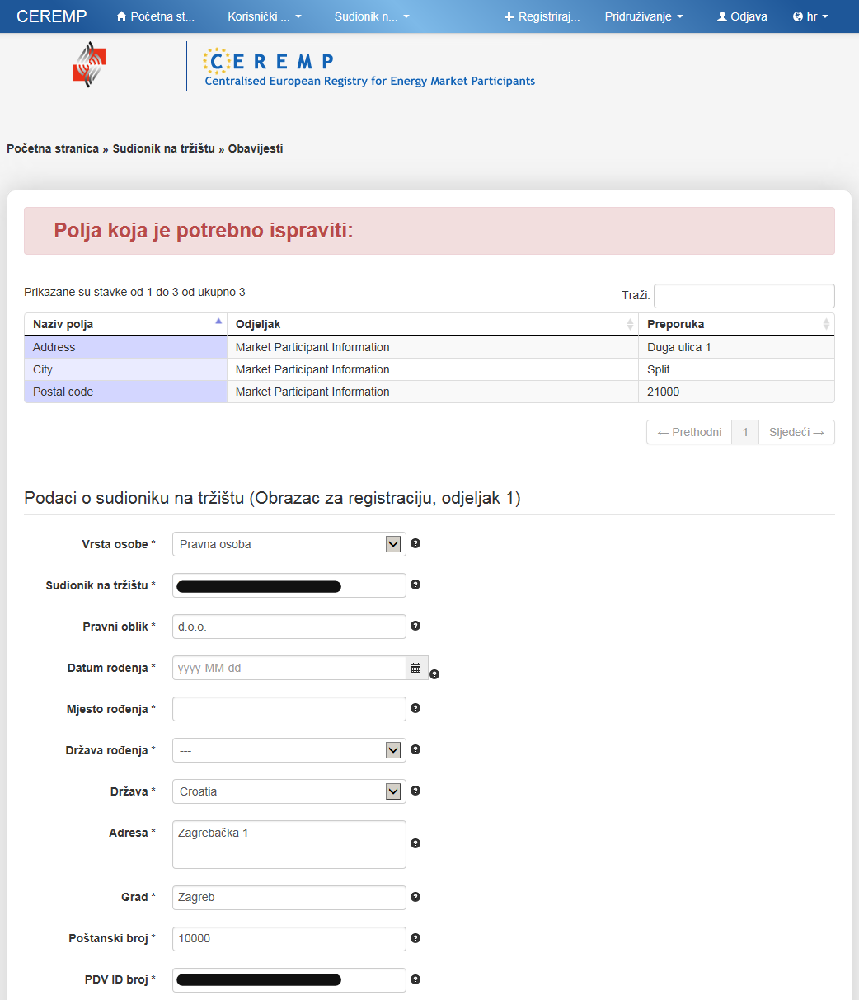 CEREMP Početna st... Korisnički ... Sudionik n... Registriraj... Pridruživanje Odjava hr
CEREMP
Centralised European Registry for Energy Market Participants
Početna stranica » Sudionik na tržištu » Obavijesti
Polja koja je potrebno ispraviti:
Prikazane su stavke od 1 do 3 od ukupno 3
Traži:
Naziv polja Odjeljak Preporuka
Address Market Participant Information Duga ulica 1
City Market Participant Information Split
Postal code Market Participant Information 21000
← Prethodni 1 Sljedeći →
Podaci o sudioniku na tržištu (Obrazac za registraciju, odjeljak 1)
Vrsta osobe * Pravna osoba
Sudionik na tržištu *
Pravni oblik * d.o.o.
Datum rođenja * yyyy-MM-dd
Mjesto rođenja *
Država rođenja * ---
Država * Croatia
Adresa * Zagrebačka 1
Grad * Zagreb
Poštanski broj * 10000
PDV ID broj *